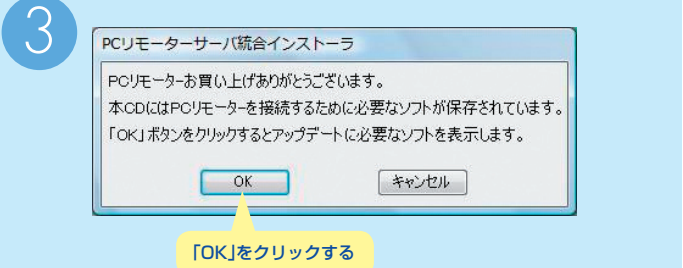 3
PCリモーターサーバ統合インストーラ
PCリモーターお買い上げありがとうございます。
本CDにはPCリモーターを接続するために必要なソフトが保存されています。
「OK」ボタンをクリックするとアップデートに必要なソフトを表示します。
OK キャンセル
「OK」をクリックする